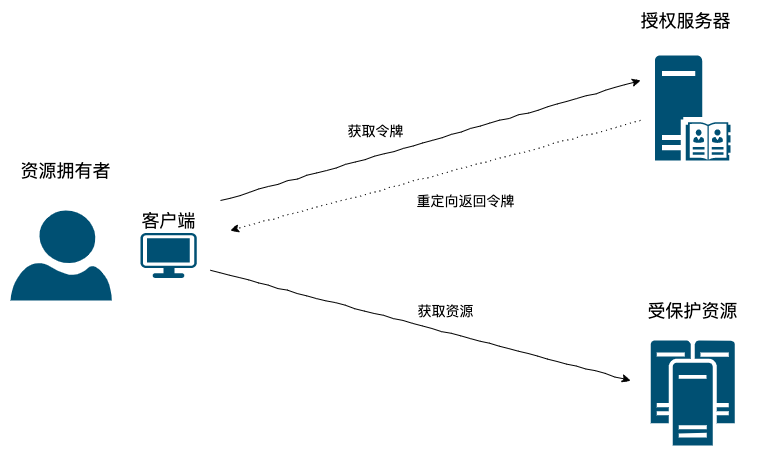 授权服务器
获取令牌
资源拥有者
重定向返回令牌
客户端
获取资源
受保护资源